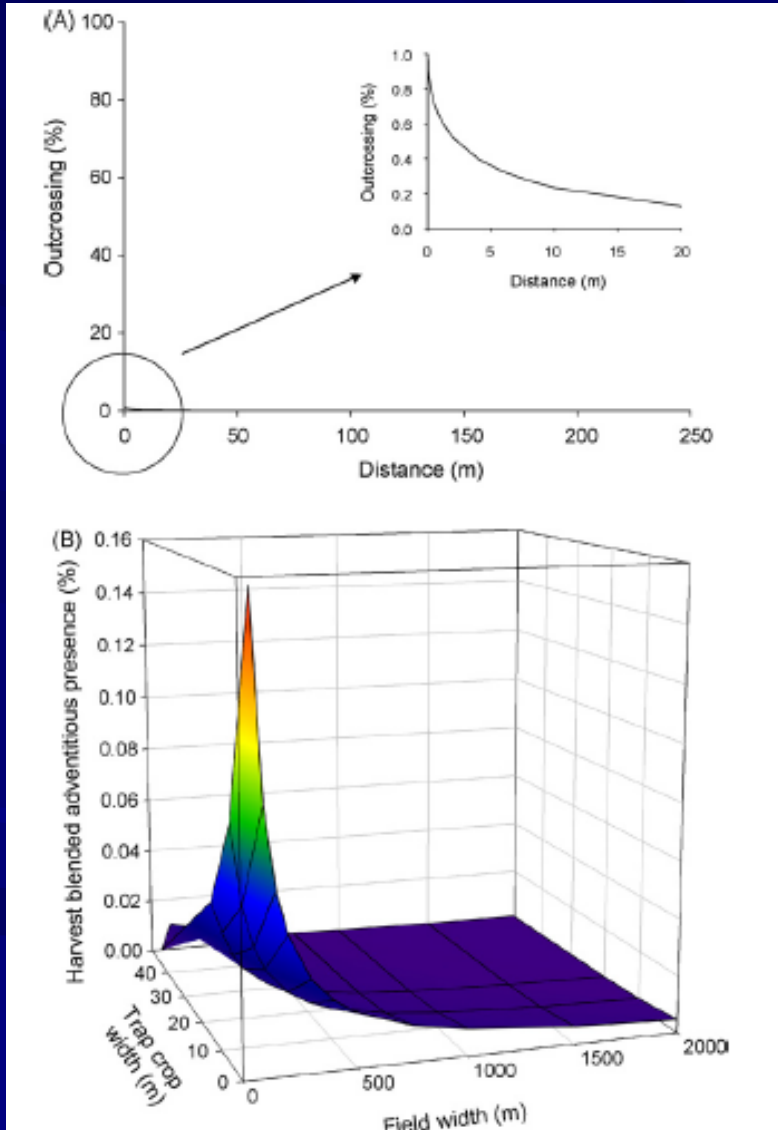 (A)
100
80
60
40
20
0
Outcrossing (%)
0 50 100 150 200 250
Distance (m)
1.0
0.8
0.6
0.4
0.2
0.0
Outcrossing (%)
0 5 10 15 20
Distance (m)
(B)
0.16
0.14
0.12
0.10
0.08
0.06
0.04
0.02
0.00
Harvest blended adventitious presence (%)
40
30
20
10
0
Trap crop
width (m)
0 500 1000 1500 2000
Field width (m)